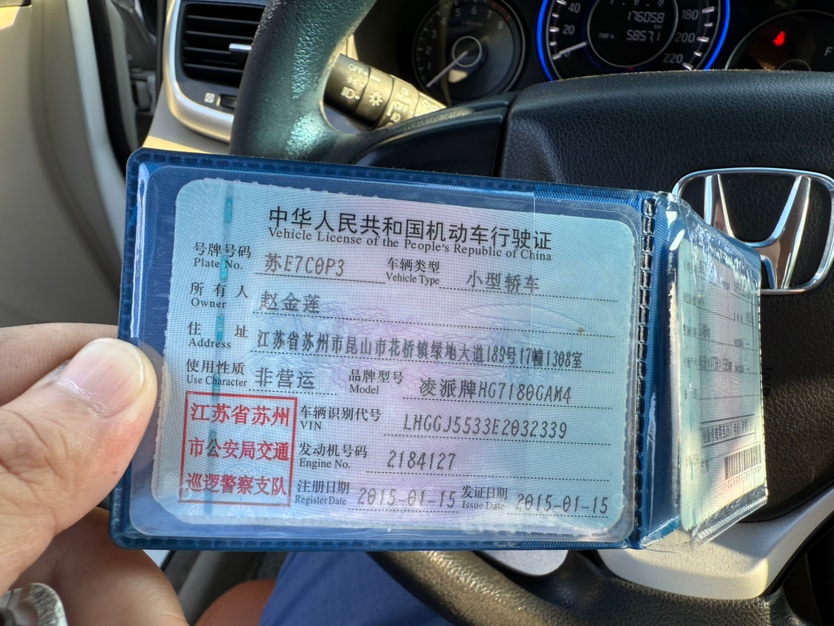 176058
58571
180
200
220
40
20
中华人民共和国机动车行驶证
Vehicle License of the People's Republic of China
号牌号码 苏E7C0P3 车辆类型 小型轿车
Plate No. Vehicle Type
所有人 赵金莲
Owner
住址 江苏省苏州市昆山市花桥镇绿地大道189号17幢1308室
Address
使用性质 非营运 品牌型号 凌派牌HG7180GAM4
Use Character Model
江苏省苏州
市公安局交通
巡逻警察支队
车辆识别代号 LHGGJ5533E2032339
VIN
发动机号码 2184127
Engine No.
注册日期 2015-01-15 发证日期 2015-01-15
Register Date Issue Date